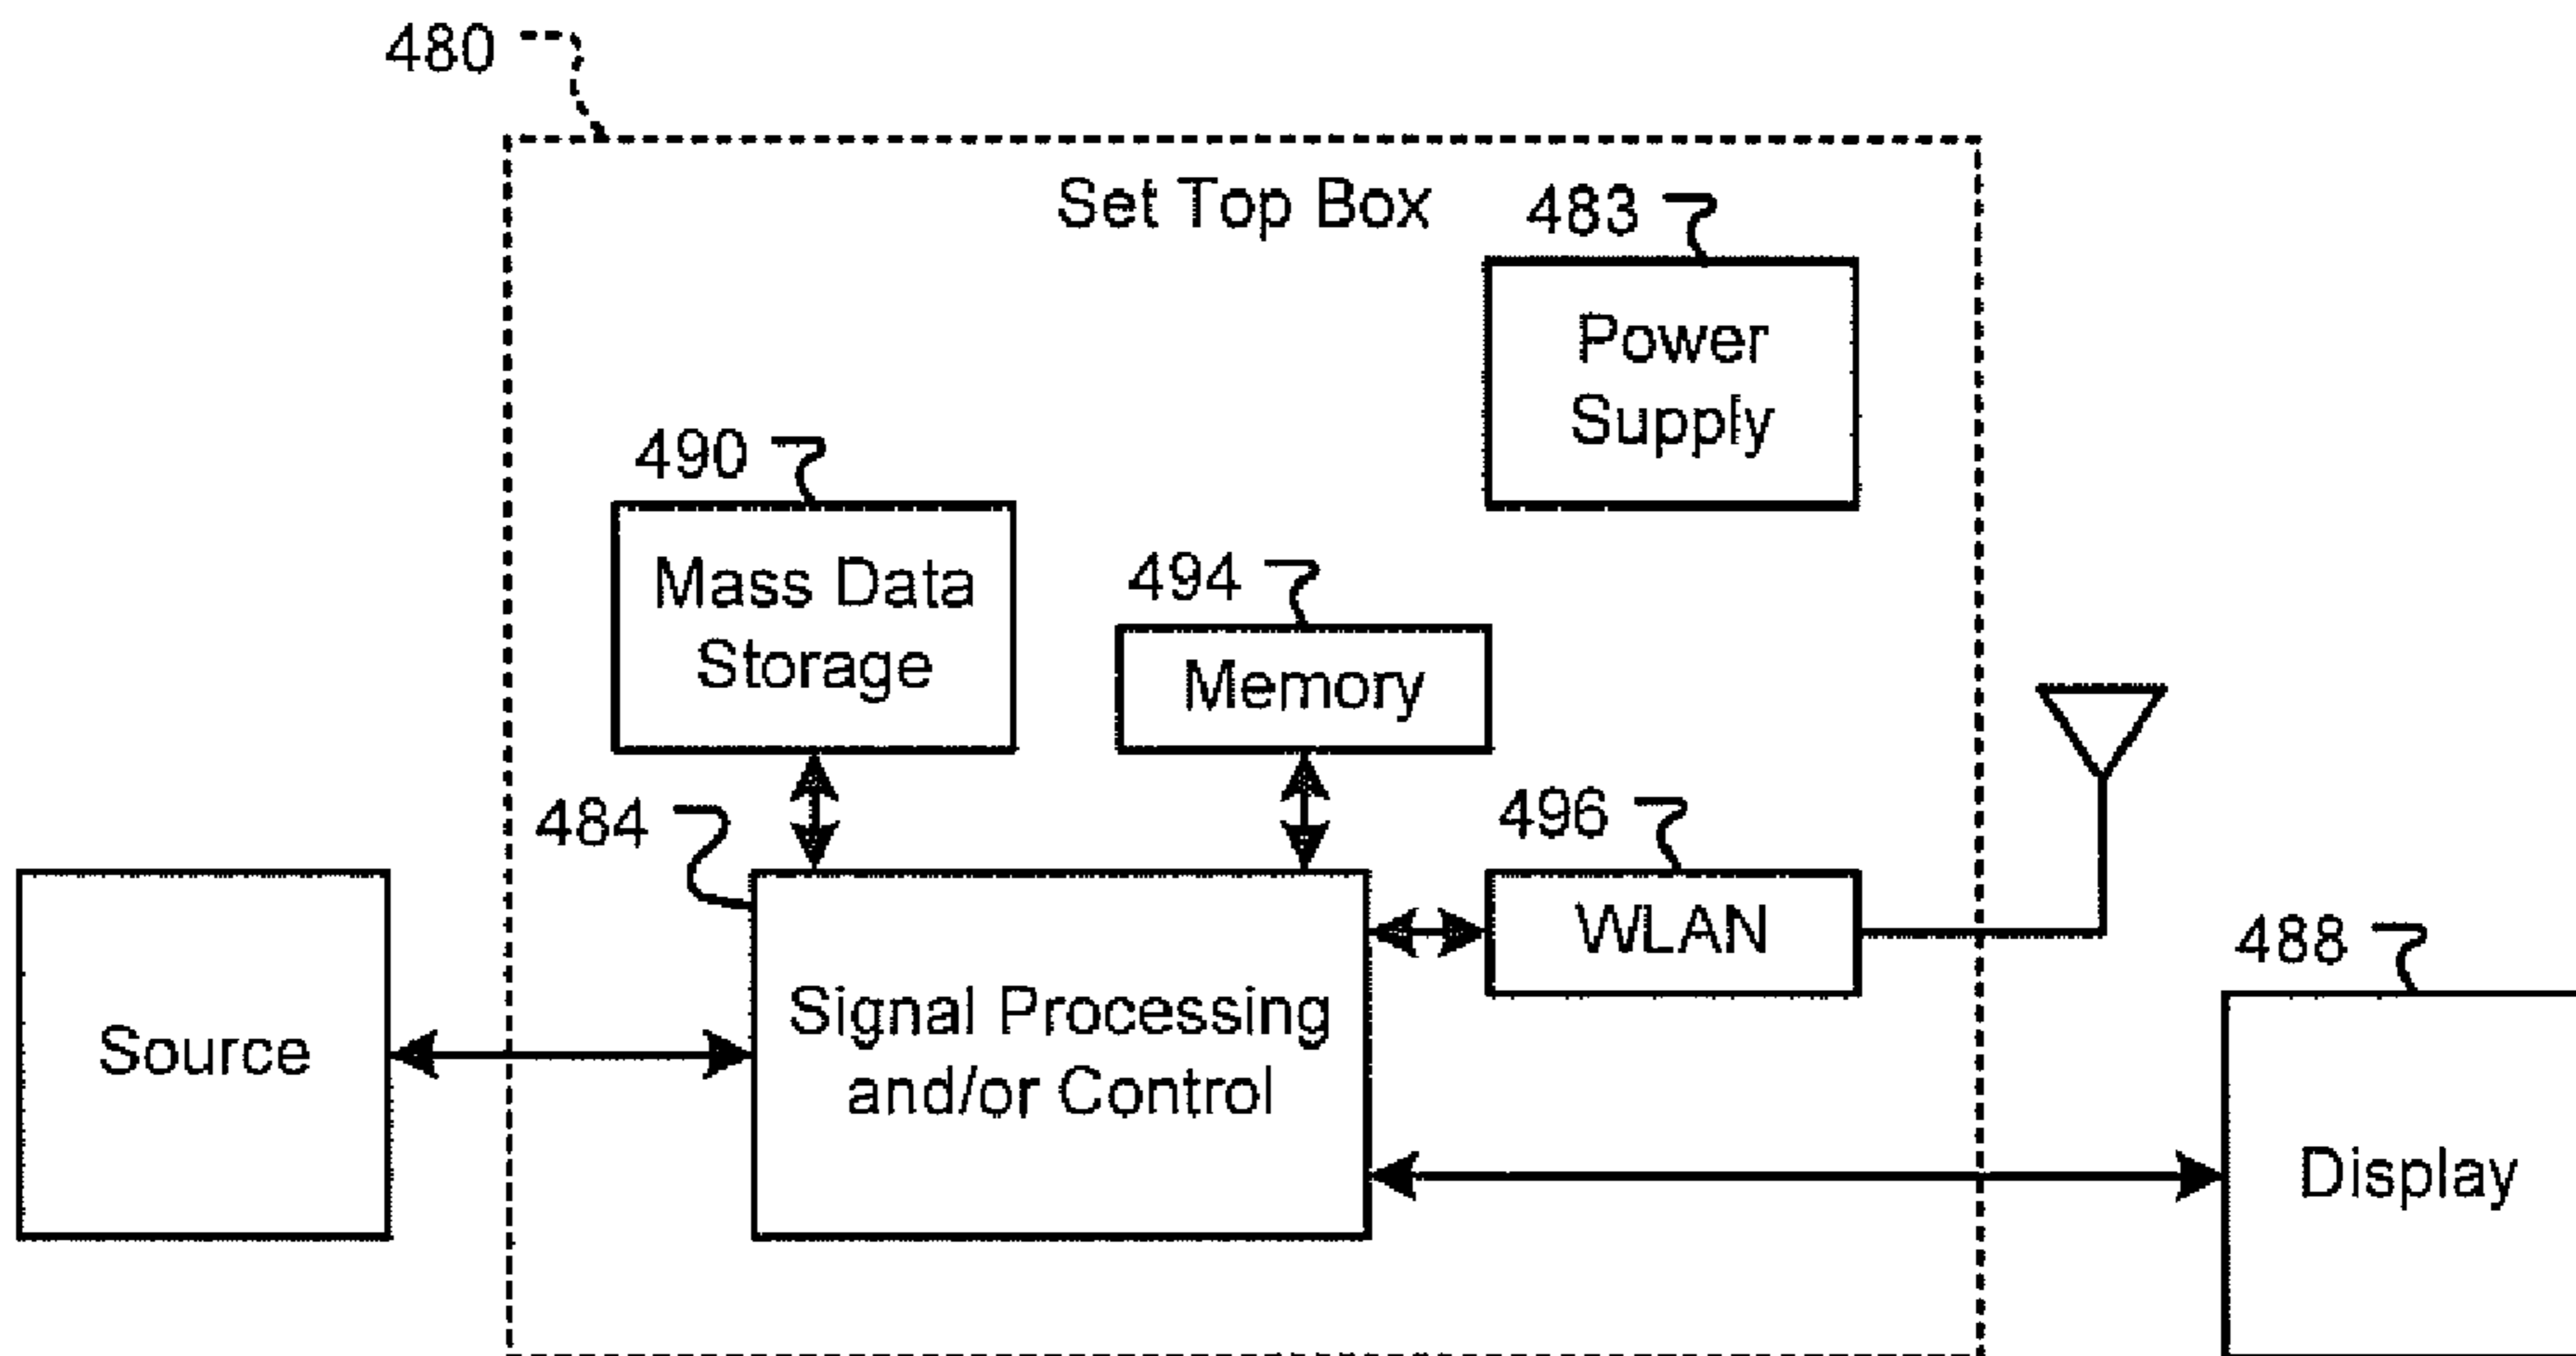 480
Set Top Box
483
Power
Supply
490
Mass Data
Storage
494
Memory
484
496
WLAN
Source
Signal Processing
and/or Control
488
Display